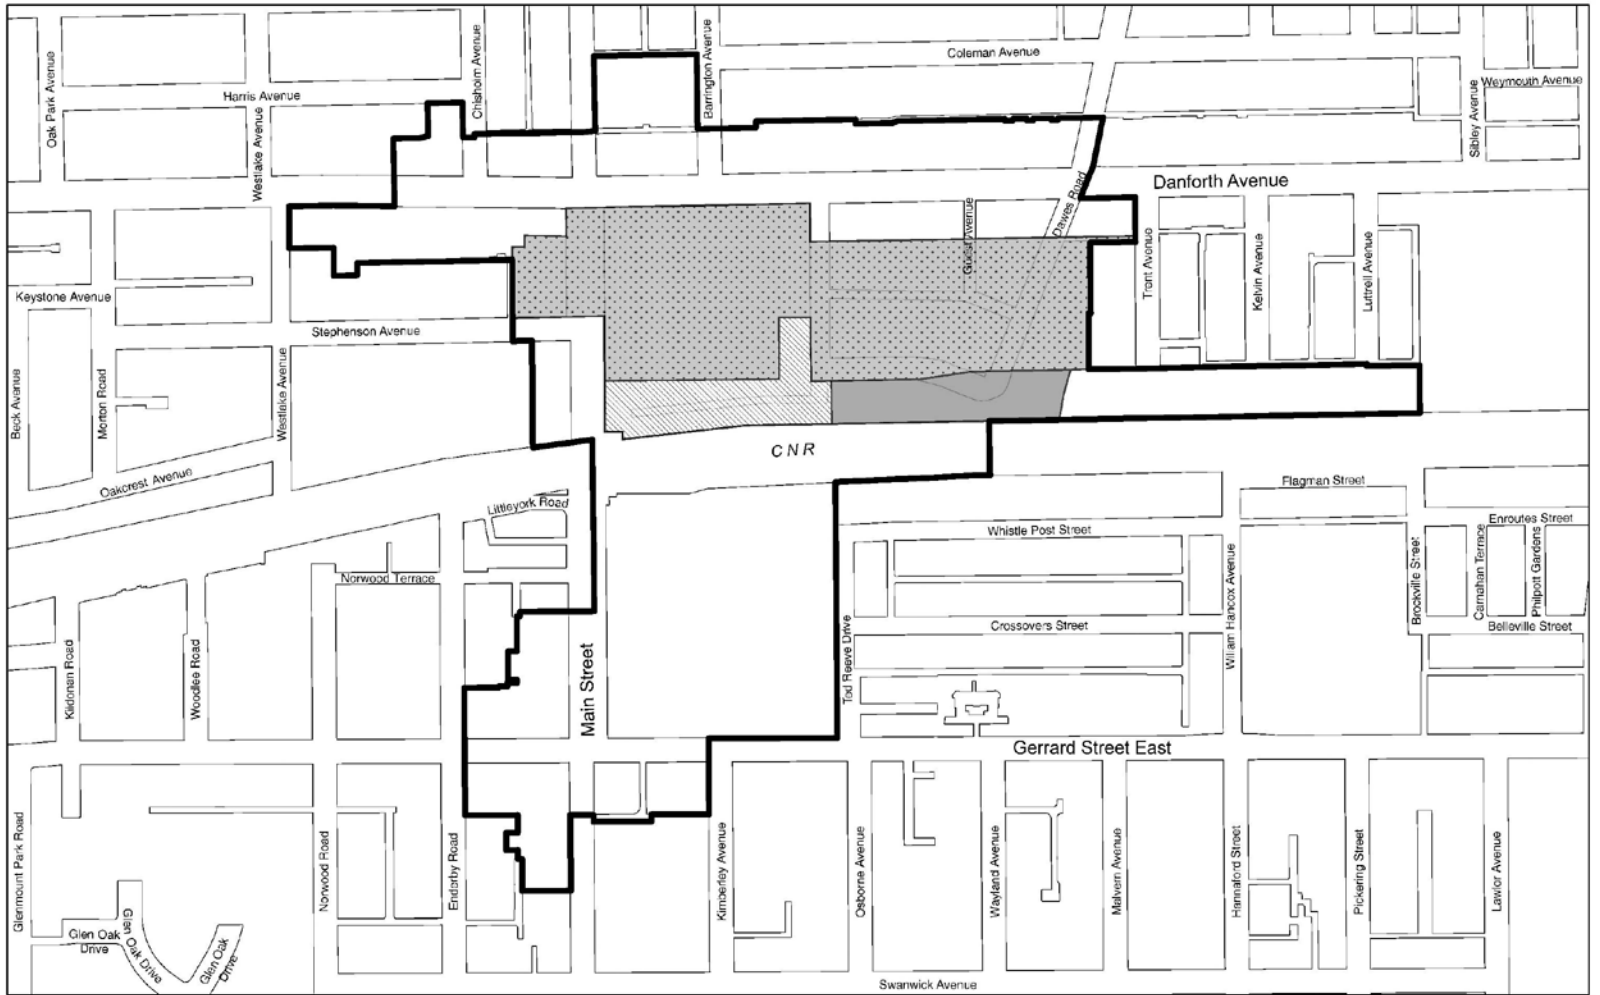 Coleman Avenue
Oak Park Avenue
Chisholm Avenue
Barrington Avenue
Weymouth Avenue
Harris Avenue
Sibley Avenue
Westlake Avenue
Danforth Avenue
Dawes Road
Guest Avenue
Trent Avenue
Kelvin Avenue
Luttrell Avenue
Keystone Avenue
Stephenson Avenue
Beck Avenue
Morton Road
Westlake Avenue
CNR
Oakcrest Avenue
Flagman Street
Littleyork Road
Enroutes Street
Whistle Post Street
Norwood Terrace
William Hancox Avenue
Brockville Street
Carnahan Terrace
Philpott Gardens
Crossovers Street
Belleville Street
Kildonan Road
Woodlee Road
Main Street
Ted Reeve Drive
Gerrard Street East
Glenmount Park Road
Norwood Road
Enderby Road
Kimberley Avenue
Osborne Avenue
Wayland Avenue
Malvern Avenue
Hannaford Street
Pickering Street
Lawlor Avenue
Glen Oak
Drive
Glen Oak Drive
Glen Oak
Drive
Swanwick Avenue